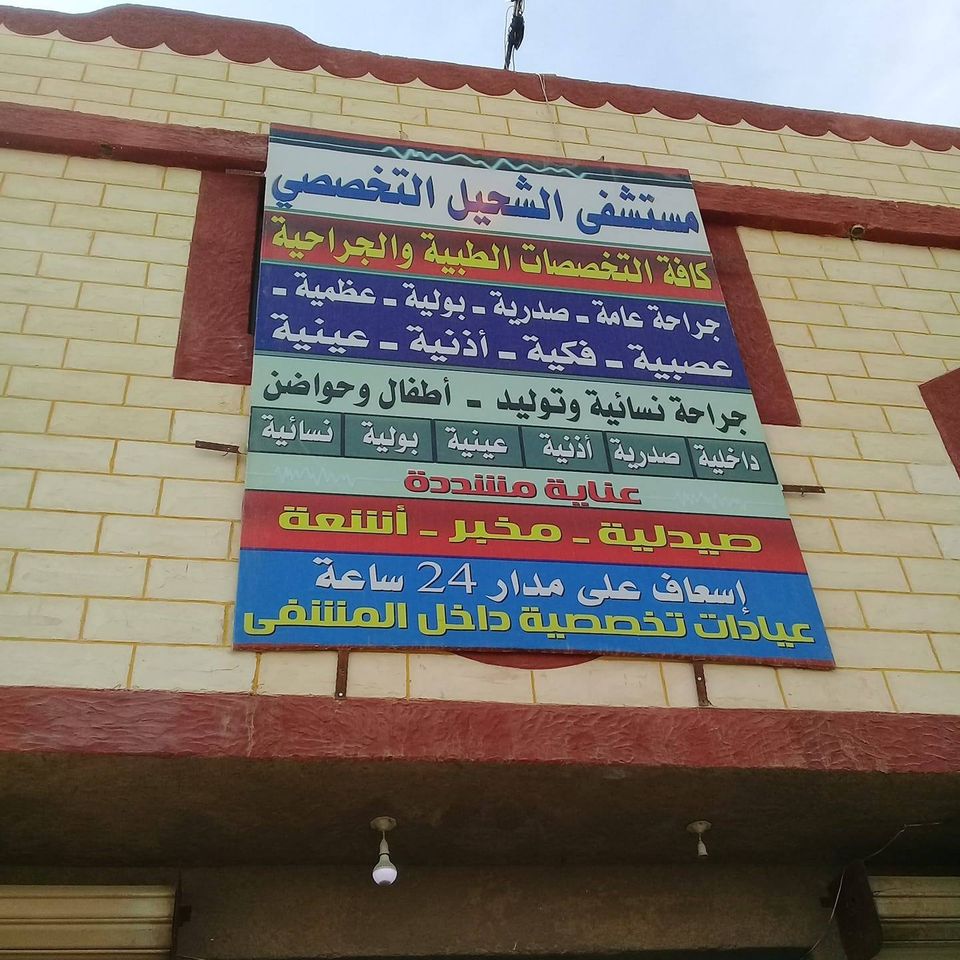 مستشفى الشحيل التخصصي
كافة التخصصات الطبية والجراحية
جراحة عامة - صدرية - بولية - عظمية -
عصبية - فكية - أذنية - عينية
جراحة نسائية وتوليد - أطفال وحواضن
داخلية صدرية أذنية عينية بولية نسائية
عناية مشددة
صيدلية - مخبر - أشعة
إسعاف على مدار 24 ساعة
عيادات تخصصية داخل المشفى